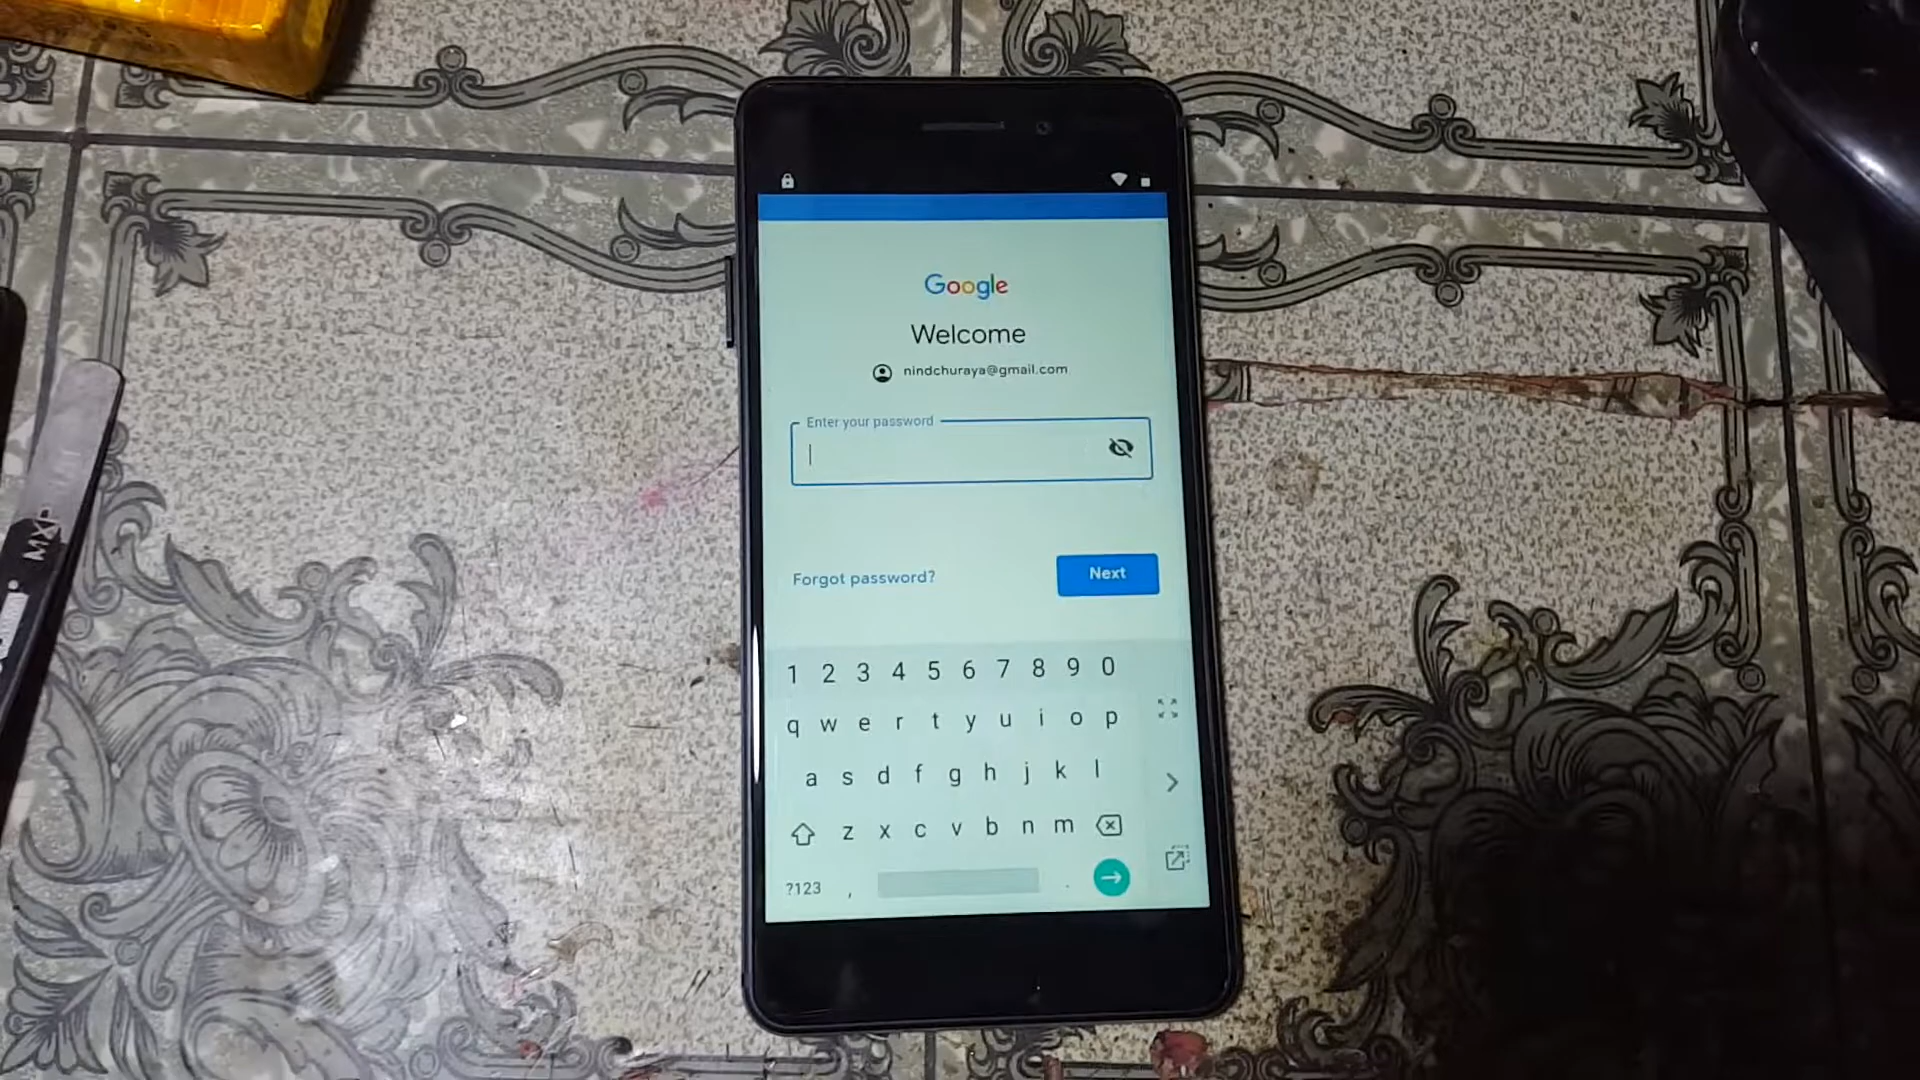 Google
Welcome
nindchuraya@gmail.com
Enter your password
Forgot password?
Next
1 2 3 4 5 6 7 8 9 0
q w e r t y u i o p
a s d f g h j k l
z x c v b n m
?123 , .
MXP